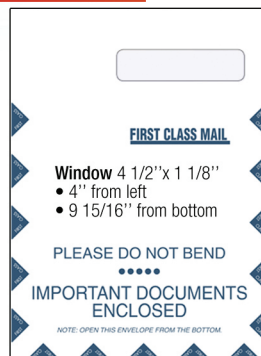 FIRST CLASS MAIL
Window 4 1/2''x 1 1/8''
• 4'' from left
• 9 15/16'' from bottom
PLEASE DO NOT BEND
•••••
IMPORTANT DOCUMENTS
ENCLOSED
NOTE: OPEN THIS ENVELOPE FROM THE BOTTOM.